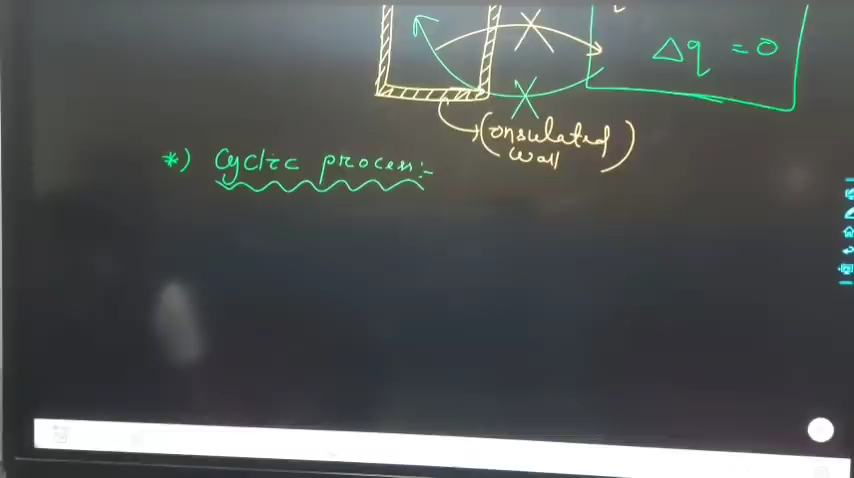 Δq = 0
(insulated
wall)
*) Cyclic process:-